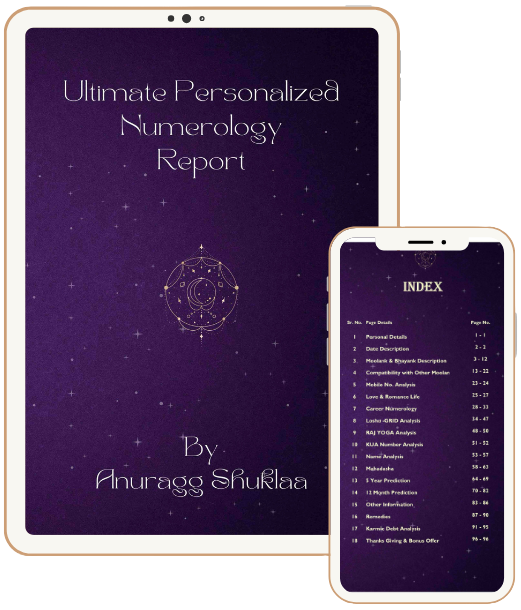 Ultimate Personalized
Numerology
Report
By
Anuragg Shuklaa
INDEX
Sr. No. Page Details Page No.
1 Personal Details 1 - 1
2 Date Description 2 - 2
3 Moolank & Bhayank Description 3 - 12
4 Compatibility with Other Moolan 13 - 22
5 Mobile No. Analysis 23 - 24
6 Love & Romance Life 25 - 27
7 Career Numerology 28 - 33
8 Loshu-GRID Analysis 34 - 47
9 RAJ YOGA Analysis 48 - 50
10 KUA Number Analysis 51 - 52
11 Name Analysis 53 - 57
12 Mahadasha 58 - 63
13 5 Year Prediction 64 - 69
14 12 Month Prediction 70 - 82
15 Other Information 83 - 86
16 Remedies 87 - 90
17 Karmic Debt Analysis 91 - 95
18 Thanks Giving & Bonus Offer 96 - 96